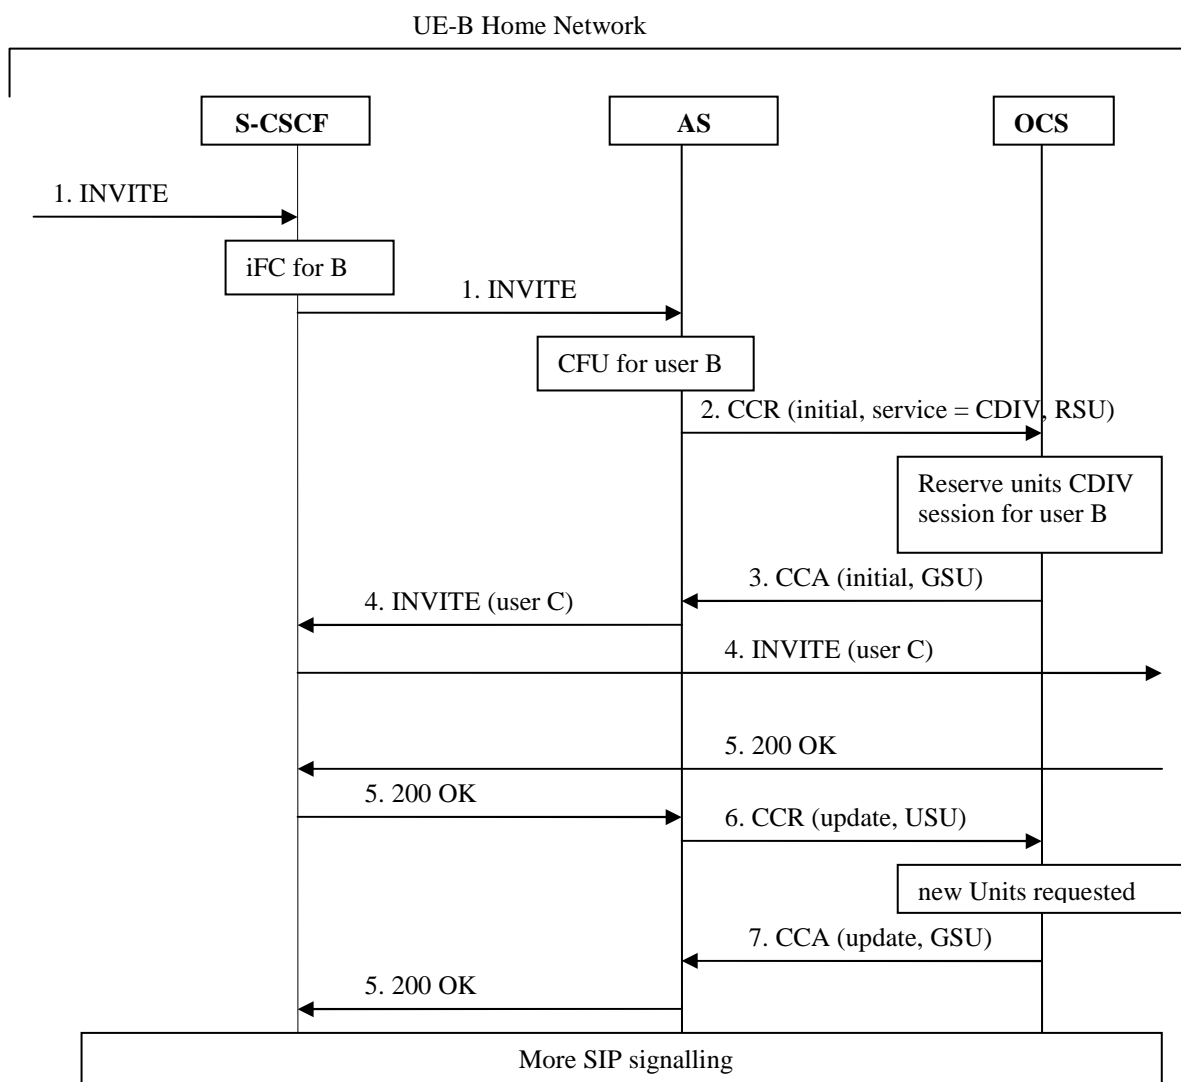 UE-B Home Network
S-CSCF
AS
OCS
1. INVITE
iFC for B
1. INVITE
CFU for user B
2. CCR (initial, service = CDIV, RSU)
Reserve units CDIV
session for user B
3. CCA (initial, GSU)
4. INVITE (user C)
4. INVITE (user C)
5. 200 OK
5. 200 OK
6. CCR (update, USU)
new Units requested
7. CCA (update, GSU)
5. 200 OK
More SIP signalling